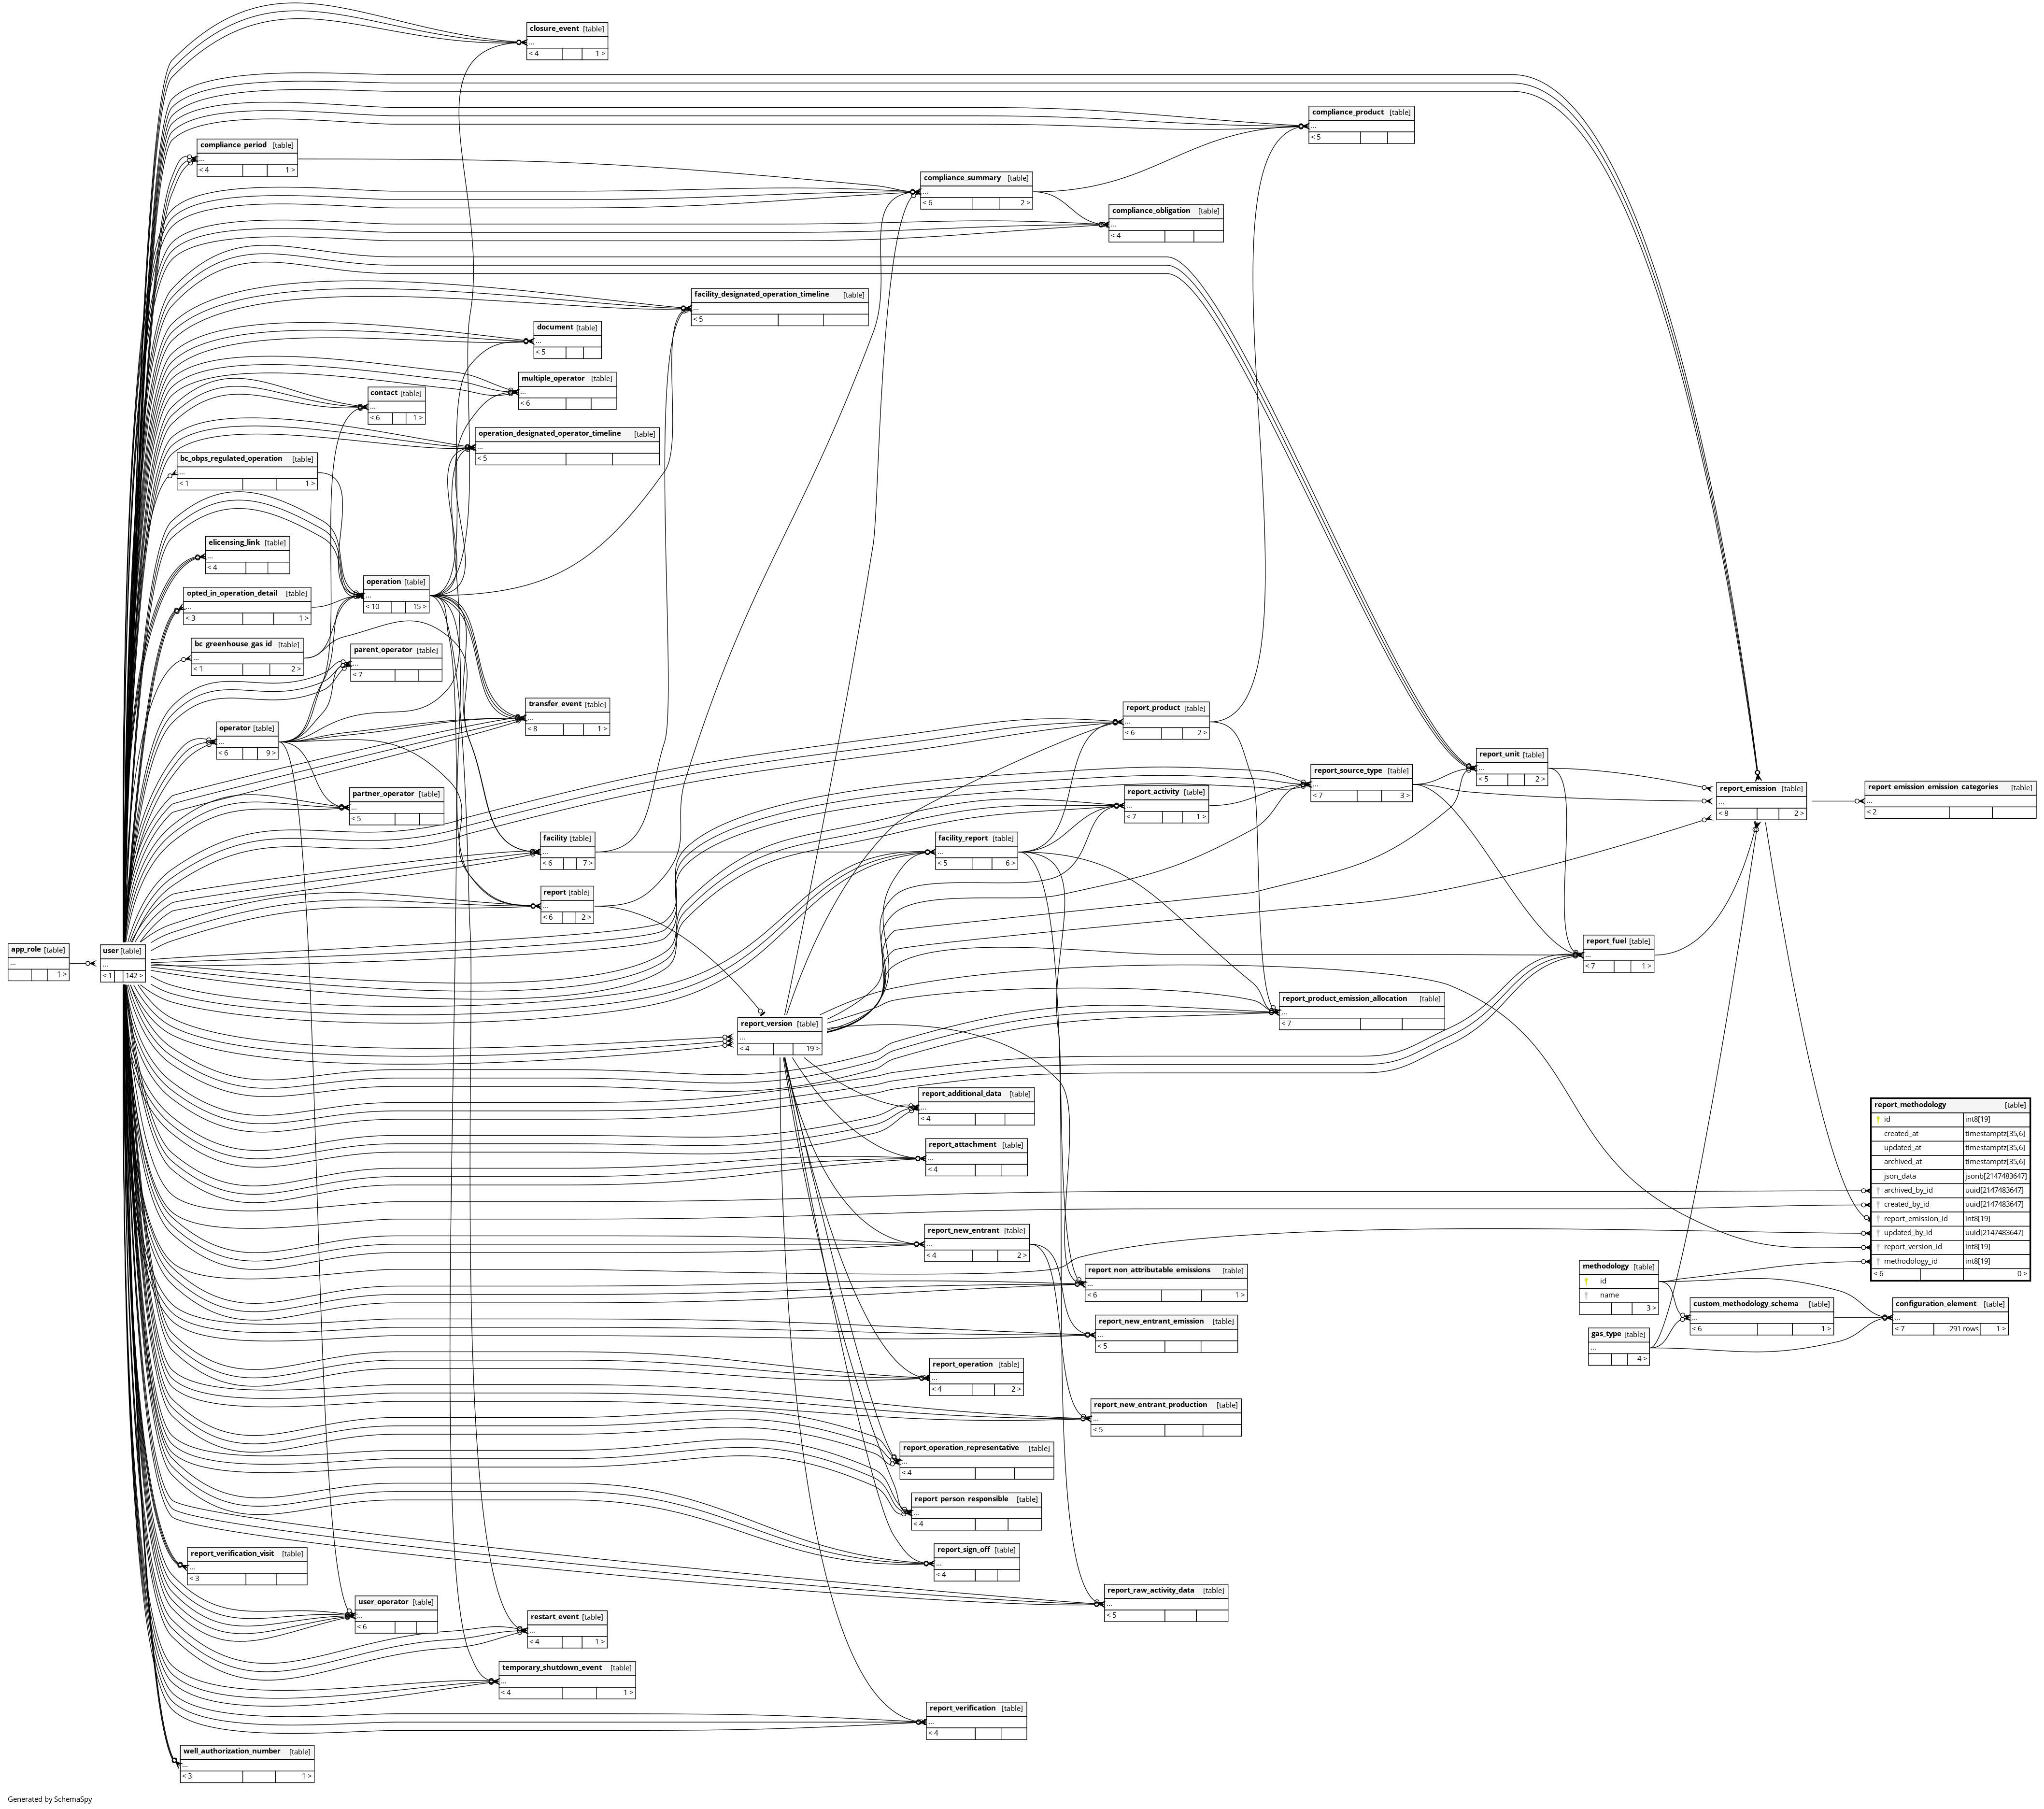 closure_event [table]
...
< 4 1 >
compliance_product [table]
...
< 5
compliance_period [table]
...
< 4 1 >
compliance_summary [table]
...
< 6 2 >
compliance_obligation [table]
...
< 4
facility_designated_operation_timeline [table]
...
< 5
document [table]
...
< 5
multiple_operator [table]
...
< 6
contact [table]
...
< 6 1 >
operation_designated_operator_timeline [table]
...
< 5
bc_obps_regulated_operation [table]
...
< 1 1 >
elicensing_link [table]
...
< 4
operation [table]
...
< 10 15 >
opted_in_operation_detail [table]
...
< 3 1 >
bc_greenhouse_gas_id [table]
...
< 1 2 >
parent_operator [table]
...
< 7
transfer_event [table]
...
< 8 1 >
report_product [table]
...
< 6 2 >
operator [table]
...
< 6 9 >
report_unit [table]
...
< 5 2 >
report_source_type [table]
...
< 7 3 >
report_emission [table]
...
< 8 2 >
report_emission_emission_categories [table]
...
< 2
partner_operator [table]
...
< 5
report_activity [table]
...
< 7 1 >
facility [table]
...
< 6 7 >
facility_report [table]
...
< 5 6 >
report [table]
...
< 6 2 >
app_role [table]
...
1 >
user [table]
...
< 1 142 >
report_fuel [table]
...
< 7 1 >
report_product_emission_allocation [table]
...
< 7
report_version [table]
...
< 4 19 >
report_additional_data [table]
...
< 4
report_attachment [table]
...
< 4
report_methodology [table]
id int8[19]
created_at timestamptz[35,6]
updated_at timestamptz[35,6]
archived_at timestamptz[35,6]
json_data jsonb[2147483647]
archived_by_id uuid[2147483647]
created_by_id uuid[2147483647]
report_emission_id int8[19]
updated_by_id uuid[2147483647]
report_version_id int8[19]
methodology_id int8[19]
< 6 0 >
report_new_entrant [table]
...
< 4 2 >
report_non_attributable_emissions [table]
...
< 6 1 >
methodology [table]
id
name
3 >
custom_methodology_schema [table]
...
< 6 1 >
configuration_element [table]
...
< 7 291 rows 1 >
gas_type [table]
...
4 >
report_new_entrant_emission [table]
...
< 5
report_operation [table]
...
< 4 2 >
report_new_entrant_production [table]
...
< 5
report_operation_representative [table]
...
< 4
report_person_responsible [table]
...
< 4
report_sign_off [table]
...
< 4
report_verification_visit [table]
...
< 3
report_raw_activity_data [table]
...
< 5
user_operator [table]
...
< 6
restart_event [table]
...
< 4 1 >
temporary_shutdown_event [table]
...
< 4 1 >
report_verification [table]
...
< 4
well_authorization_number [table]
...
< 3 1 >
Generated by SchemaSpy